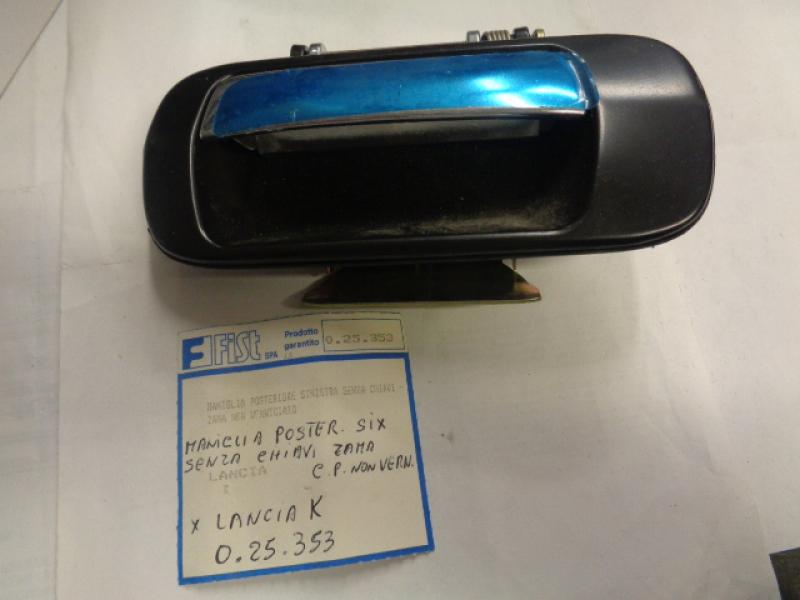 Fist SPA Prodotto garantito 0.25.353
MANIGLIA POSTERIORE SINISTRA SENZA CHIAVI -
ZAMA NON VERNICIATO
MANIGLIA POSTER. SIX
SENZA CHIAVI ZAMA
LANCIA C.P. NON VERN.
x LANCIA K
0.25.353